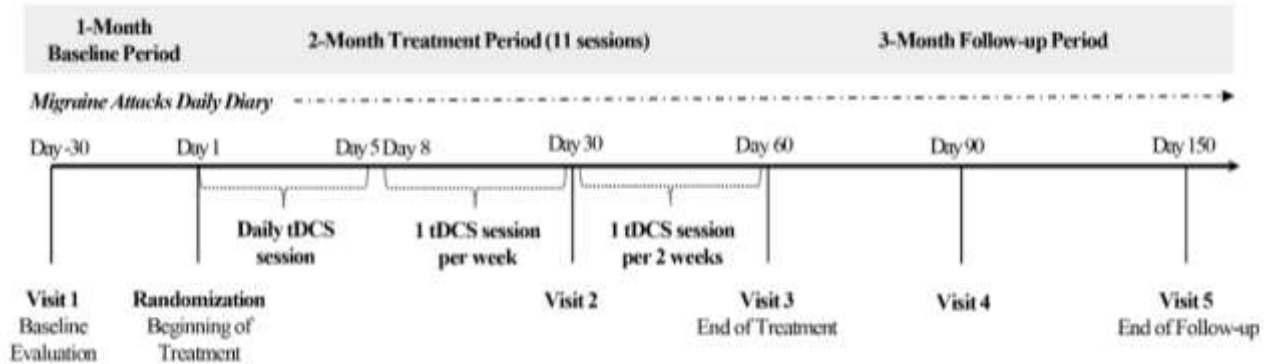 1-Month
Baseline Period
2-Month Treatment Period (11 sessions)
3-Month Follow-up Period
Migraine Attacks Daily Diary
Day -30
Day 1
Day 5
Day 8
Day 30
Day 60
Day 90
Day 150
Daily tDCS
session
1 tDCS session
per week
1 tDCS session
per 2 weeks
Visit 1
Baseline
Evaluation
Randomization
Beginning of
Treatment
Visit 2
Visit 3
End of Treatment
Visit 4
Visit 5
End of Follow-up